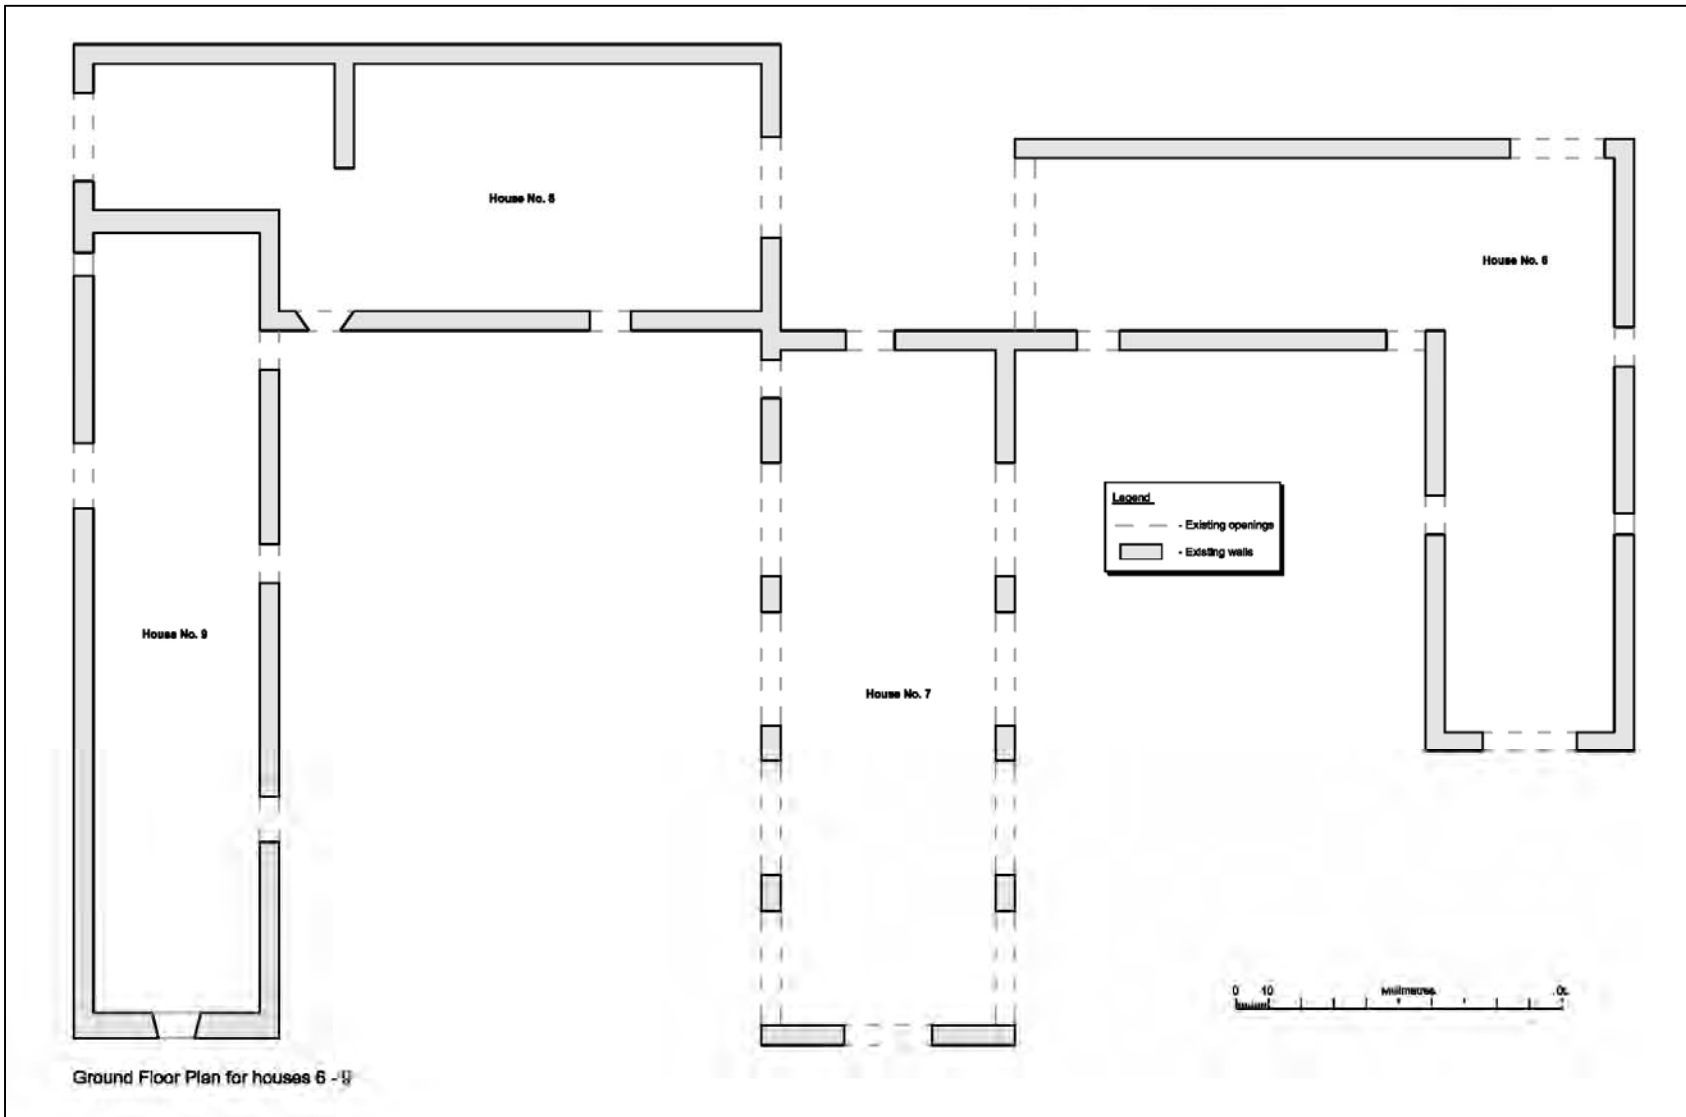 House No. 8
House No. 6
Legend
- Existing openings
- Existing walls
House No. 9
House No. 7
0 10 Millimetres
Ground Floor Plan for houses 6 - 9